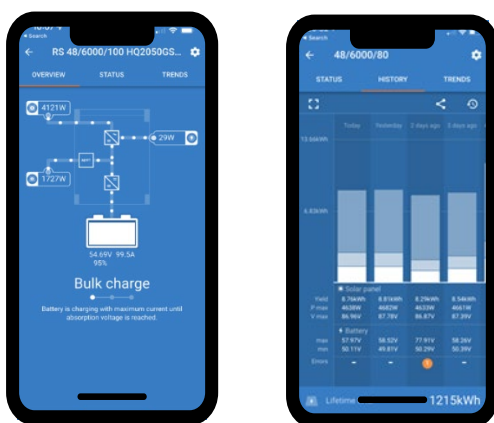 Search
RS 48/6000/100 HQ2050GS...
OVERVIEW STATUS TRENDS
4121W
29W
1727W
54.69V 99.5A
95%
Bulk charge
Battery is charging with maximum current until
absorption voltage is reached.
Search
48/6000/80
STATUS HISTORY TRENDS
Today Yesterday 2 days ago 3 days ago
13.66kWh
6.83kWh
Solar panel
Yield 8.76kWh 8.81kWh 8.29kWh 8.54kWh
P max 4638W 4682W 4633W 4661W
V max 86.96V 87.78V 86.87V 87.39V
Battery
max 57.97V 58.52V 77.91V 58.26V
min 50.11V 49.81V 50.29V 50.39V
Errors - - -
Lifetime 1215kWh